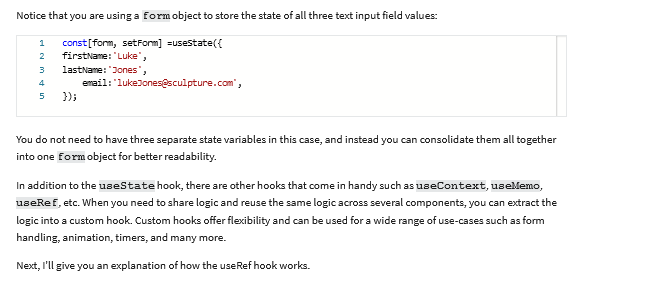 Notice that you are using a form object to store the state of all three text input field values:
1 const[form, setForm] =useState({
2 firstName:'Luke',
3 lastName:'Jones',
4 email:'lukeJones@sculpture.com',
5 });
You do not need to have three separate state variables in this case, and instead you can consolidate them all together
into one form object for better readability.
In addition to the useState hook, there are other hooks that come in handy such as useContext, useMemo,
useRef, etc. When you need to share logic and reuse the same logic across several components, you can extract the
logic into a custom hook. Custom hooks offer flexibility and can be used for a wide range of use-cases such as form
handling, animation, timers, and many more.
Next, I'll give you an explanation of how the useRef hook works.